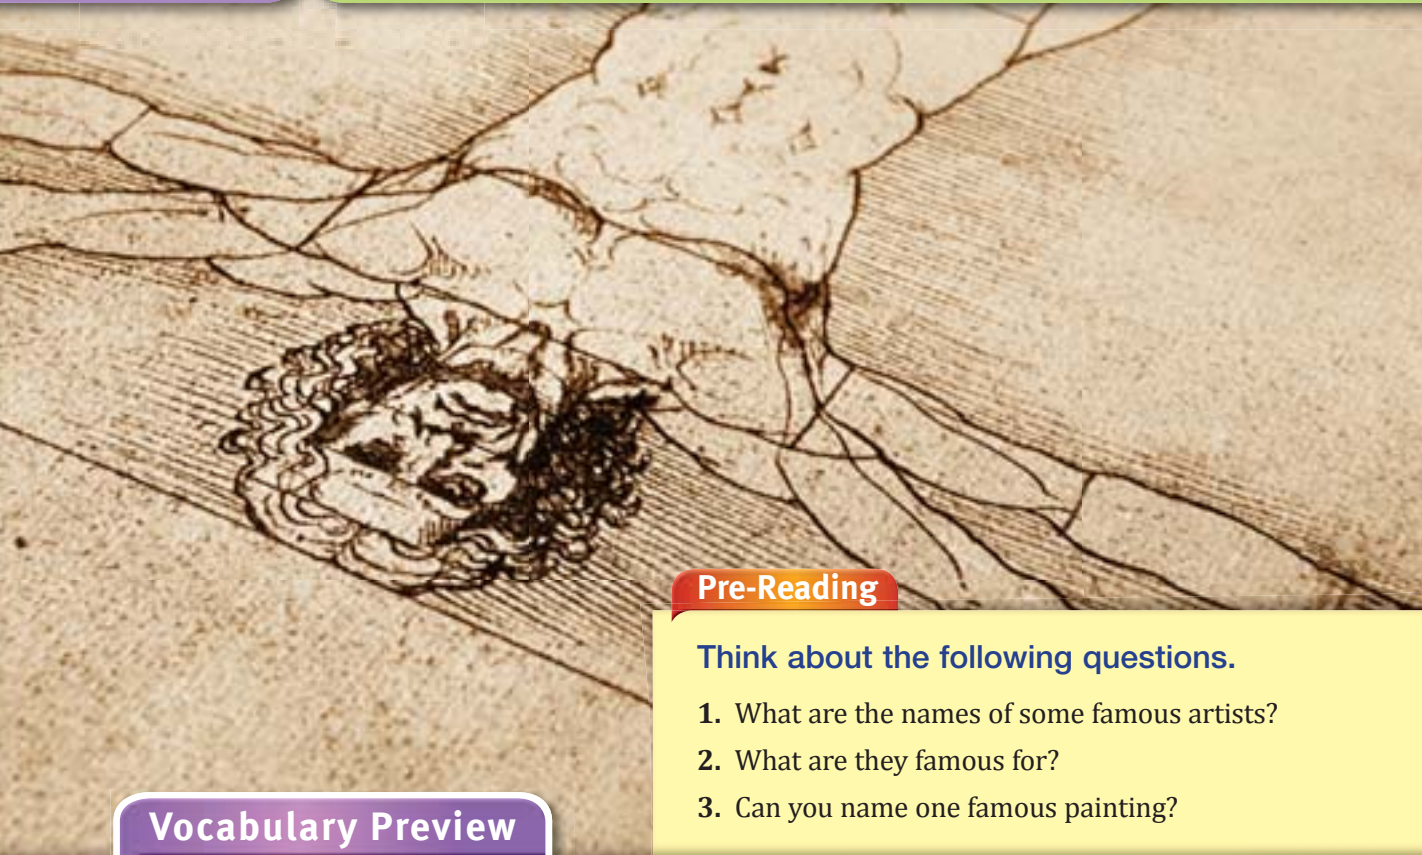 Pre-Reading
Think about the following questions.
1. What are the names of some famous artists?
2. What are they famous for?
3. Can you name one famous painting?
Vocabulary Preview